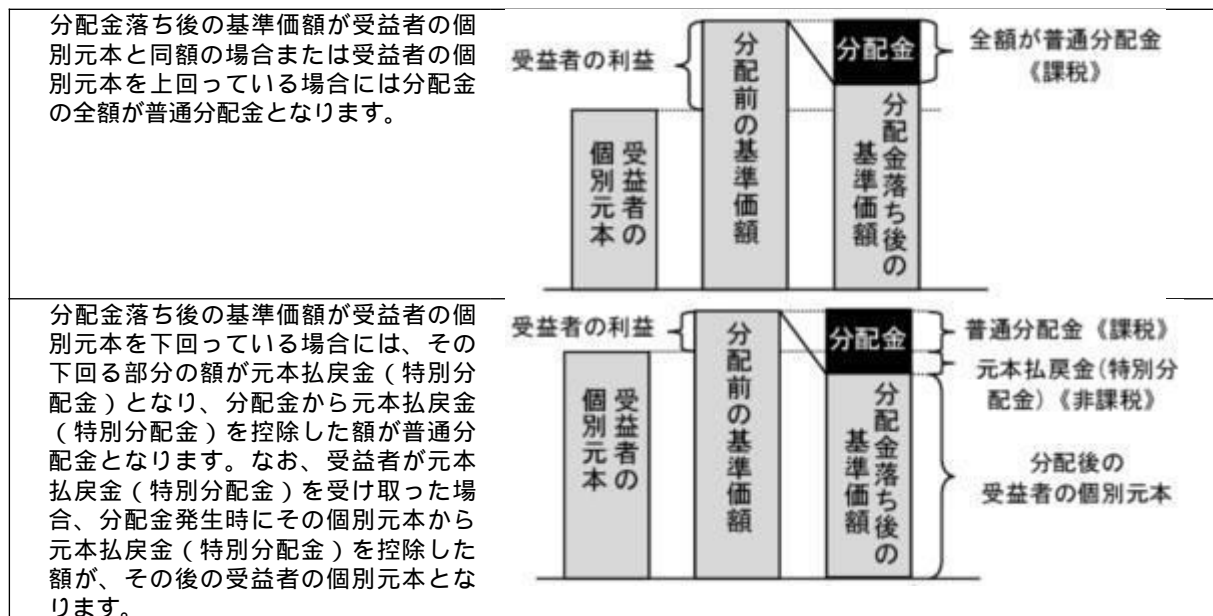 分配金落ち後の基準価額が受益者の個
別元本と同額の場合または受益者の個
別元本を上回っている場合には分配金
の全額が普通分配金となります。
受益者の利益
受益者の
個別元本
分配前の基準価額
分配金
分配金落ち後の
基準価額
全額が普通分配金
《課税》
分配金落ち後の基準価額が受益者の個
別元本を下回っている場合には、その
下回る部分の額が元本払戻金（特別分
配金）となり、分配金から元本払戻金
（特別分配金）を控除した額が普通分
配金となります。なお、受益者が元本
払戻金（特別分配金）を受け取った場
合、分配金発生時にその個別元本から
元本払戻金（特別分配金）を控除した
額が、その後の受益者の個別元本とな
ります。
受益者の利益
受益者の
個別元本
分配前の基準価額
分配金
分配金落ち後の
基準価額
普通分配金《課税》
元本払戻金(特別分
配金)《非課税》
分配後の
受益者の個別元本